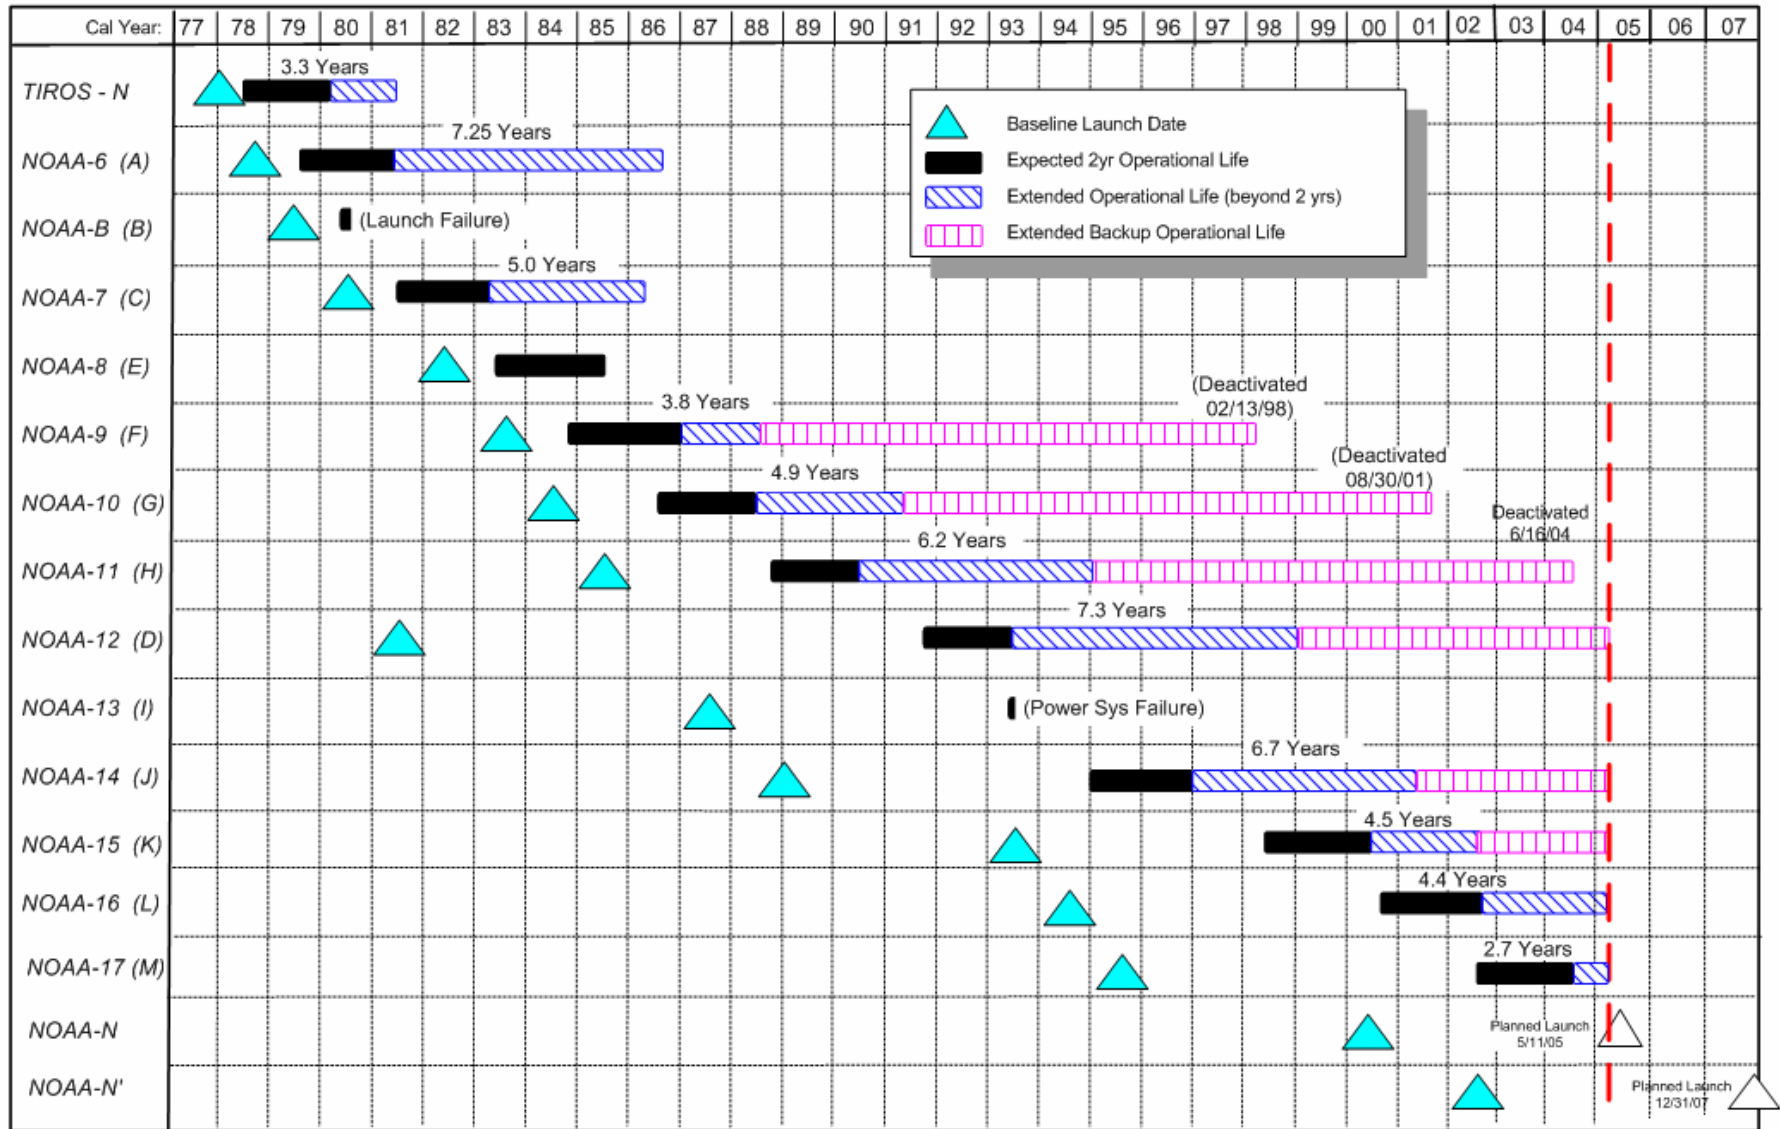 Cal Year: 77 78 79 80 81 82 83 84 85 86 87 88 89 90 91 92 93 94 95 96 97 98 99 00 01 02 03 04 05 06 07
TIROS - N 3.3 Years
Baseline Launch Date
Expected 2yr Operational Life
Extended Operational Life (beyond 2 yrs)
Extended Backup Operational Life
7.25 Years
NOAA-6 (A)
NOAA-B (B) (Launch Failure)
5.0 Years
NOAA-7 (C)
NOAA-8 (E)
(Deactivated
02/13/98)
3.8 Years
NOAA-9 (F)
(Deactivated
08/30/01)
4.9 Years
NOAA-10 (G)
Deactivated
6/16/04
6.2 Years
NOAA-11 (H)
7.3 Years
NOAA-12 (D)
NOAA-13 (I) (Power Sys Failure)
6.7 Years
NOAA-14 (J)
4.5 Years
NOAA-15 (K)
4.4 Years
NOAA-16 (L)
2.7 Years
NOAA-17 (M)
NOAA-N
Planned Launch
5/11/05
NOAA-N'
Planned Launch
12/31/07